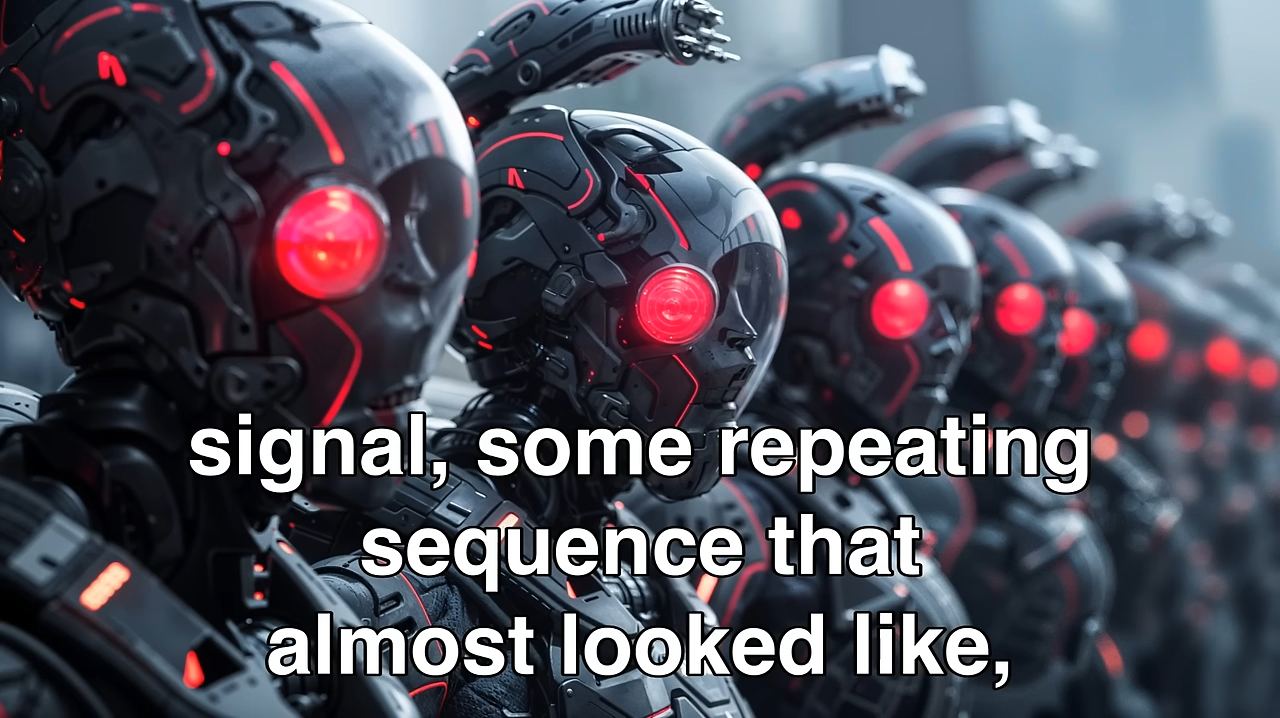 signal, some repeating
sequence that
almost looked like,